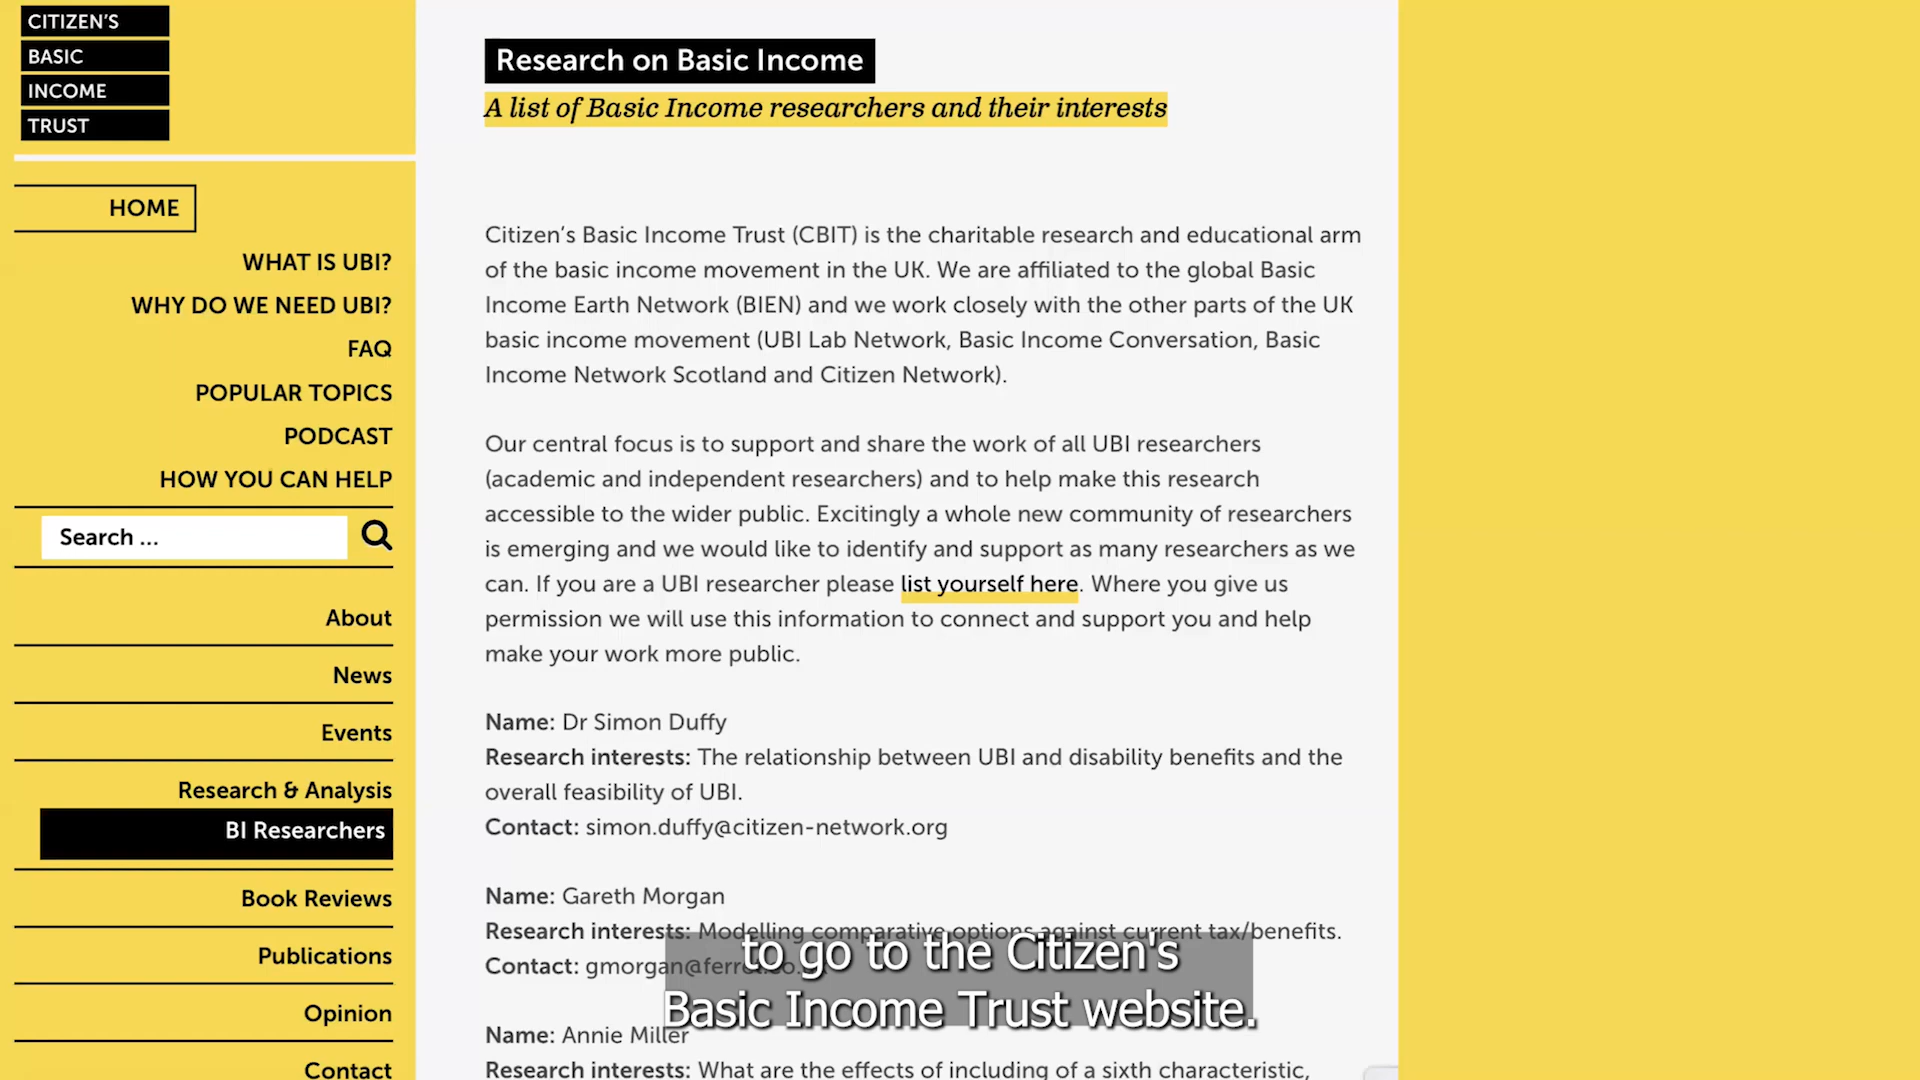 CITIZEN'S
BASIC
INCOME
TRUST
HOME
WHAT IS UBI?
WHY DO WE NEED UBI?
FAQ
POPULAR TOPICS
PODCAST
HOW YOU CAN HELP
Search ...
About
News
Events
Research & Analysis
BI Researchers
Book Reviews
Publications
Opinion
Contact
Research on Basic Income
A list of Basic Income researchers and their interests
Citizen's Basic Income Trust (CBIT) is the charitable research and educational arm
of the basic income movement in the UK. We are affiliated to the global Basic
Income Earth Network (BIEN) and we work closely with the other parts of the UK
basic income movement (UBI Lab Network, Basic Income Conversation, Basic
Income Network Scotland and Citizen Network).
Our central focus is to support and share the work of all UBI researchers
(academic and independent researchers) and to help make this research
accessible to the wider public. Excitingly a whole new community of researchers
is emerging and we would like to identify and support as many researchers as we
can. If you are a UBI researcher please list yourself here. Where you give us
permission we will use this information to connect and support you and help
make your work more public.
Name: Dr Simon Duffy
Research interests: The relationship between UBI and disability benefits and the
overall feasibility of UBI.
Contact: simon.duffy@citizen-network.org
Name: Gareth Morgan
Research interests: Modelling comparative options against current tax/benefits.
Contact:
Name: Annie Miller
Research interests: What are the effects of including of a sixth characteristic,
to go to the Citizen's
Basic Income Trust website.